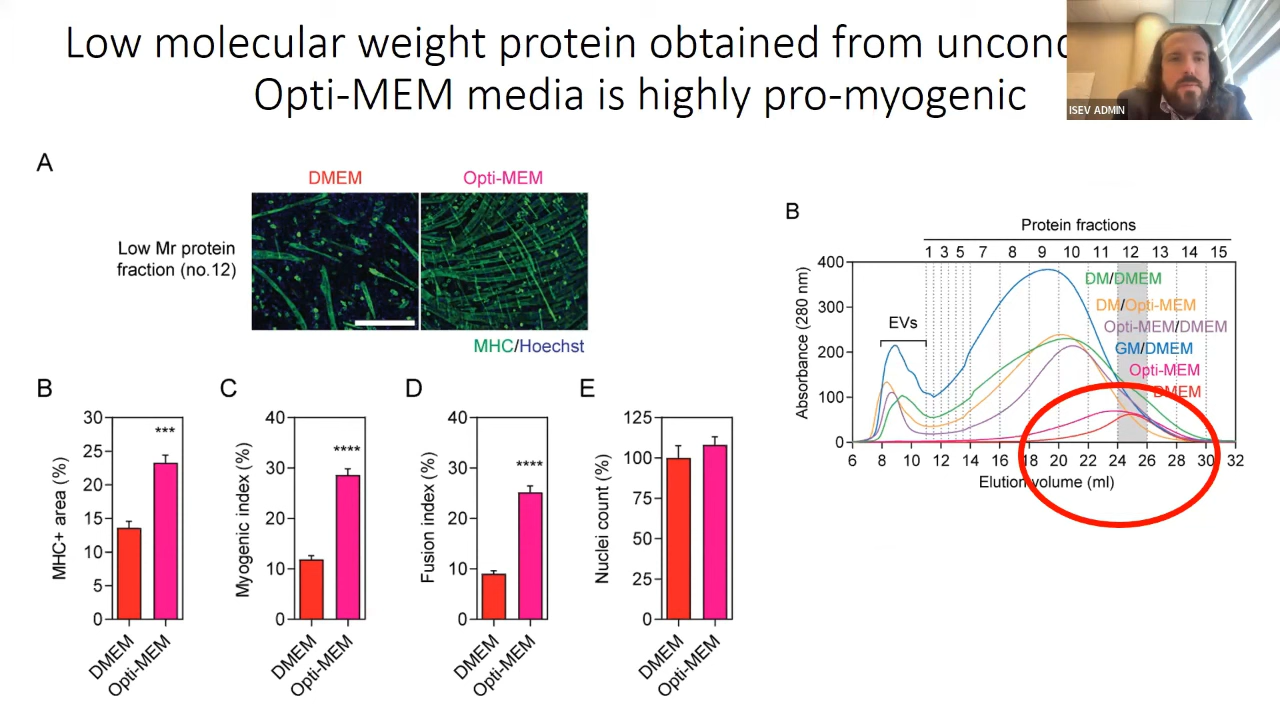 Low molecular weight protein obtained from uncond
Opti-MEM media is highly pro-myogenic
ISEV ADMIN
A
DMEM
Opti-MEM
Low Mr protein
fraction (no.12)
MHC/Hoechst
B
MHC+ area (%)
30
25
20
15
10
5
0
***
DMEM
Opti-MEM
C
Myogenic index (%)
40
30
20
10
0
****
DMEM
Opti-MEM
D
Fusion index (%)
40
30
20
10
0
****
DMEM
Opti-MEM
E
Nuclei count (%)
125
100
75
50
25
0
DMEM
Opti-MEM
B
Protein fractions
1 3 5 7 8 9 10 11 12 13 14 15
Absorbance (280 nm)
400
300
200
100
0
EVs
DM/DMEM
DM/Opti-MEM
Opti-MEM/DMEM
GM/DMEM
Opti-MEM
DMEM
6 8 10 12 14 16 18 20 22 24 26 28 30 32
Elution volume (ml)